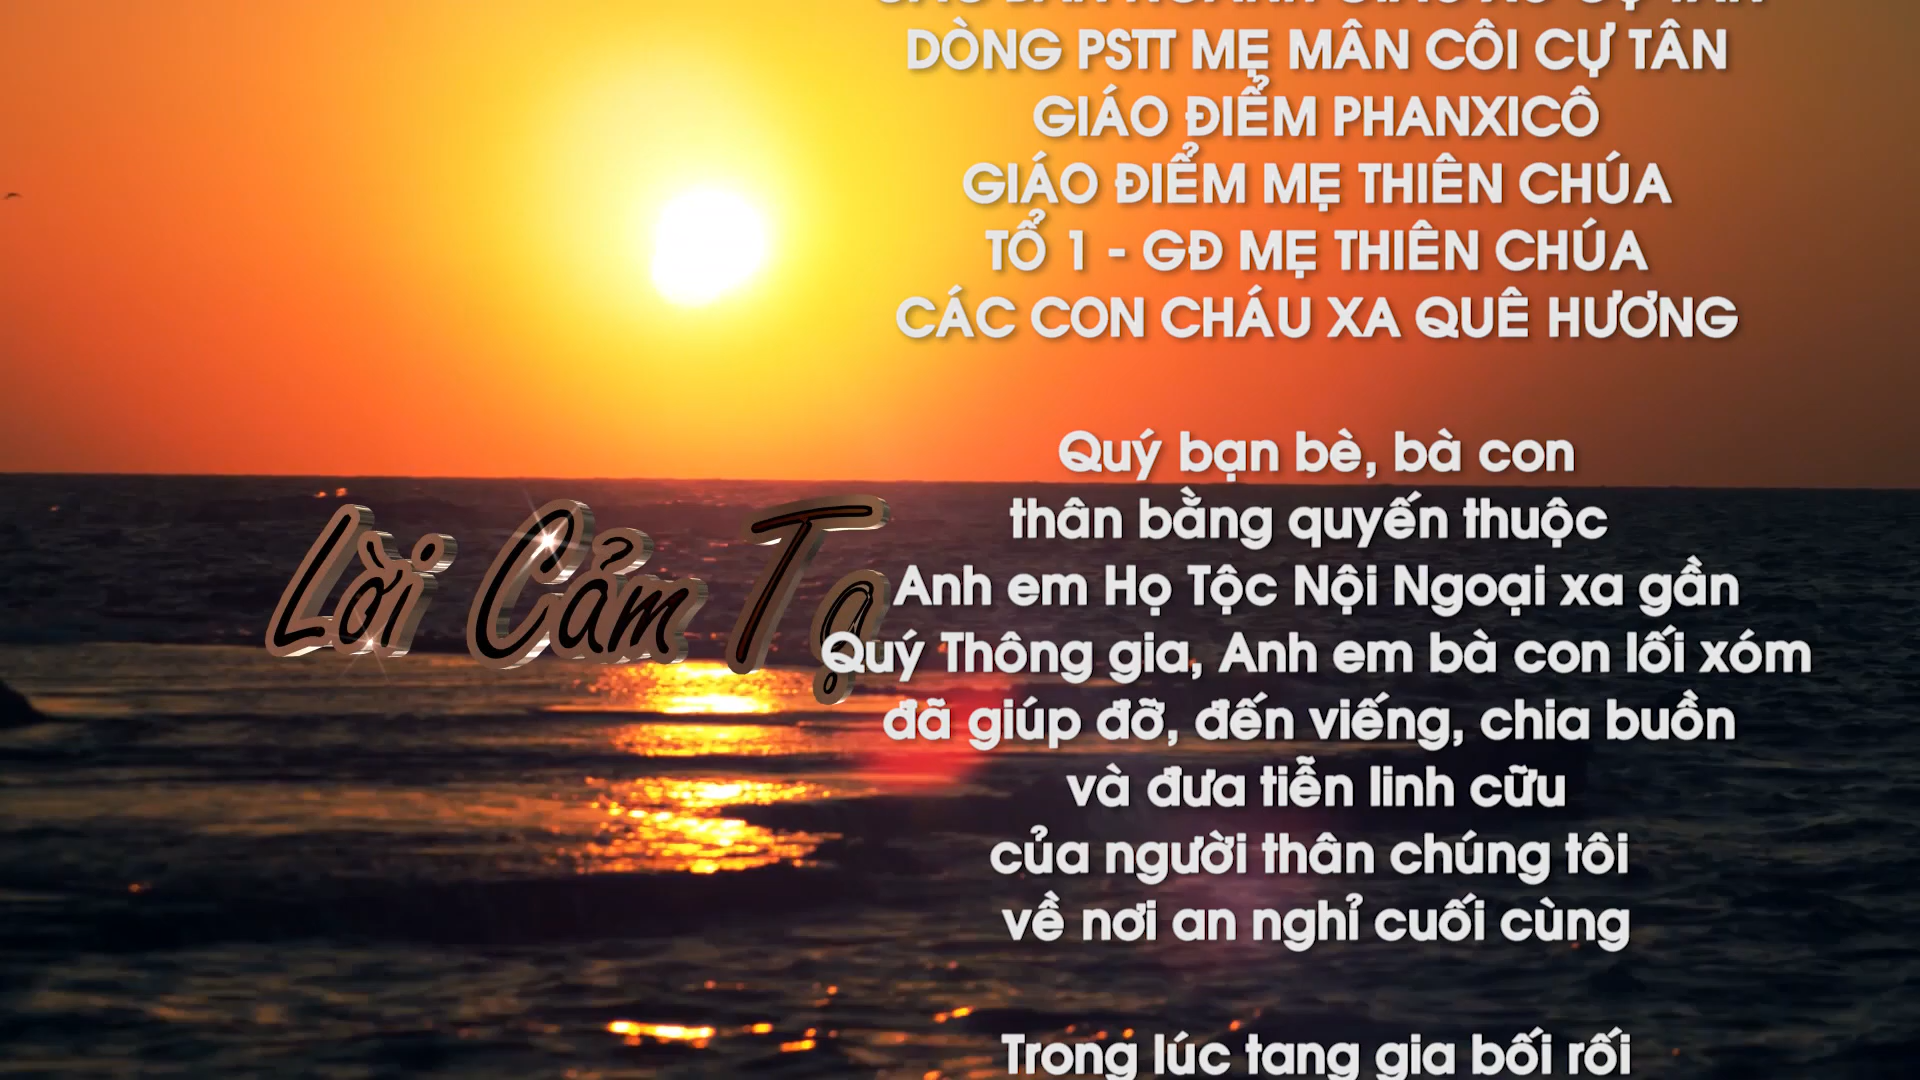 DÒNG PSTT MẸ MÂN CÔI CỰ TÂN
GIÁO ĐIỂM PHANXICÔ
GIÁO ĐIỂM MẸ THIÊN CHÚA
TỔ 1 - GĐ MẸ THIÊN CHÚA
CÁC CON CHÁU XA QUÊ HƯƠNG
Quý bạn bè, bà con
thân bằng quyến thuộc
Anh em Họ Tộc Nội Ngoại xa gần
Quý Thông gia, Anh em bà con lối xóm
đã giúp đỡ, đến viếng, chia buồn
và đưa tiễn linh cữu
của người thân chúng tôi
về nơi an nghỉ cuối cùng
Trong lúc tang gia bối rối
Lời Cảm Tạ